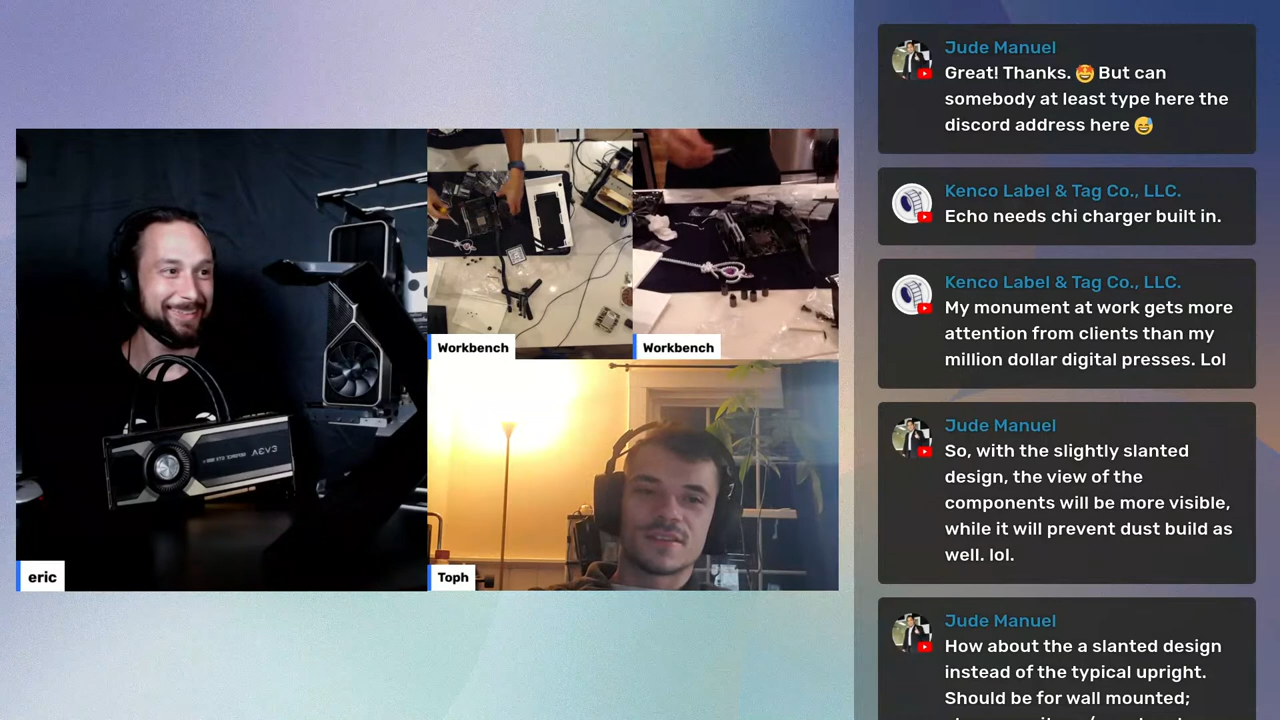 Jude Manuel
Great! Thanks. 🤩 But can
somebody at least type here the
discord address here 😅
Kenco Label & Tag Co., LLC.
Echo needs chi charger built in.
Kenco Label & Tag Co., LLC.
My monument at work gets more
attention from clients than my
million dollar digital presses. Lol
Jude Manuel
So, with the slightly slanted
design, the view of the
components will be more visible,
while it will prevent dust build as
well. lol.
Jude Manuel
How about the a slanted design
instead of the typical upright.
Should be for wall mounted;
Workbench
Workbench
eric
Toph